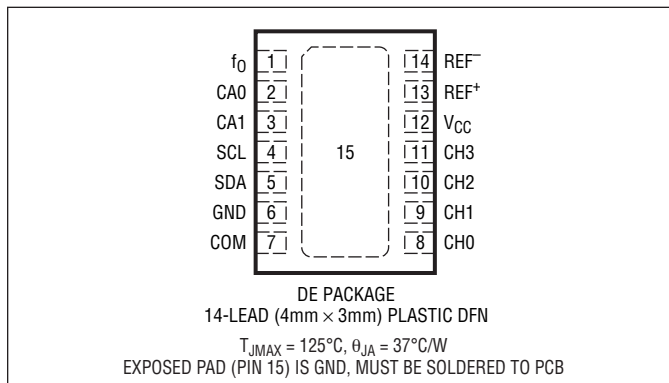 f0 1 14 REF–
CA0 2 13 REF+
CA1 3 12 VCC
SCL 4 15 11 CH3
SDA 5 10 CH2
GND 6 9 CH1
COM 7 8 CH0
DE PACKAGE
14-LEAD (4mm × 3mm) PLASTIC DFN
TJMAX = 125°C, θJA = 37°C/W
EXPOSED PAD (PIN 15) IS GND, MUST BE SOLDERED TO PCB